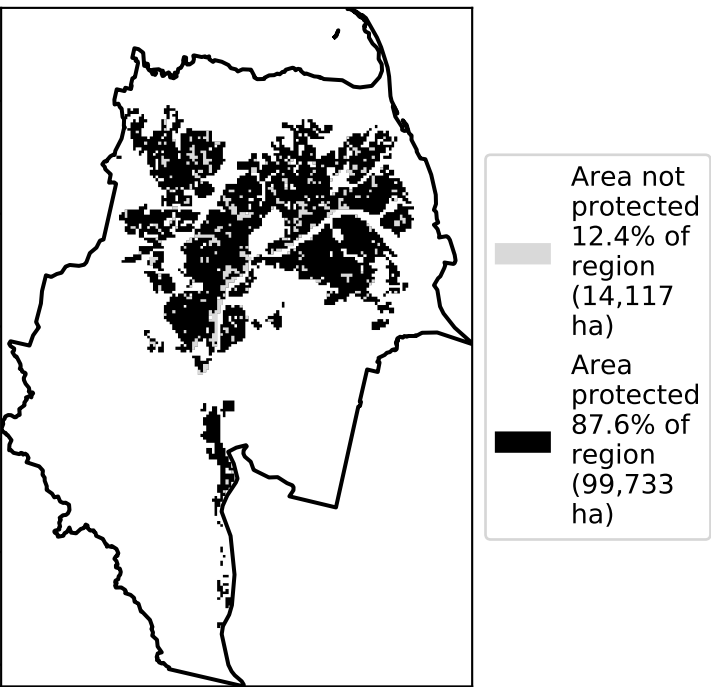 Area not
protected
12.4% of
region
(14,117
ha)
Area
protected
87.6% of
region
(99,733
ha)